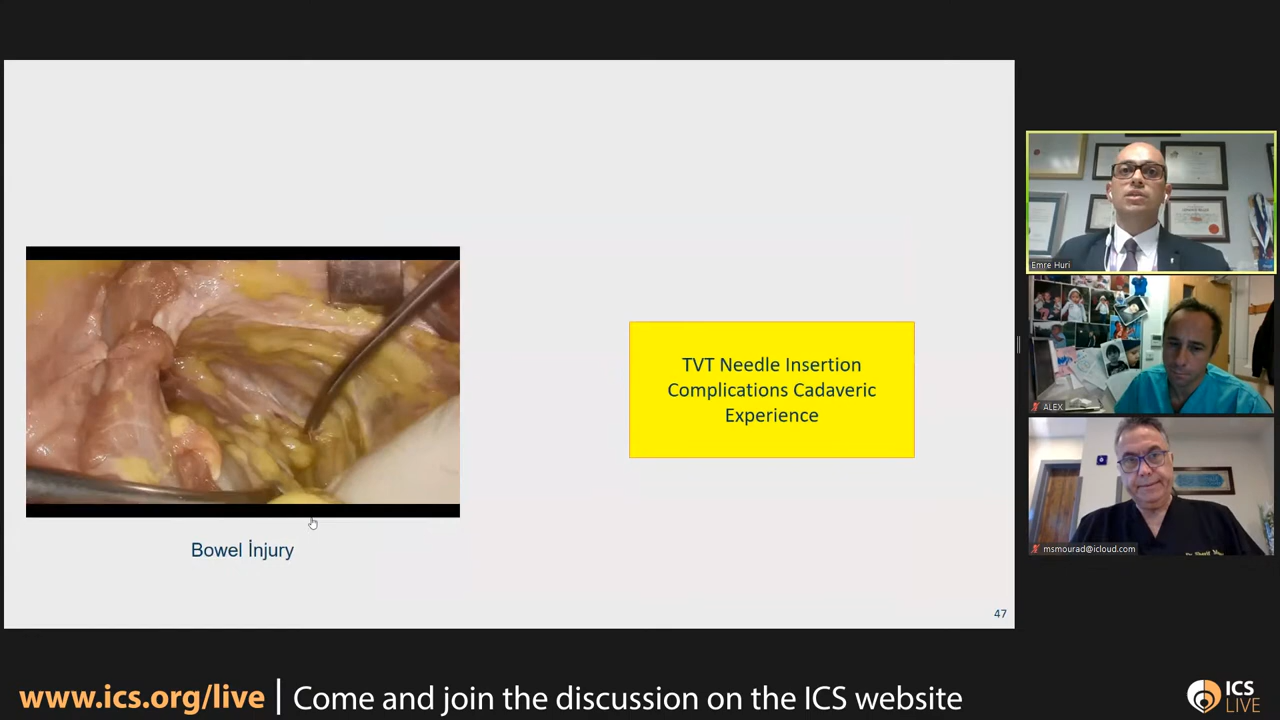 TVT Needle Insertion
Complications Cadaveric
Experience
Bowel İnjury
47
Emre Huri
ALEX
msmourad@icloud.com
www.ics.org/live | Come and join the discussion on the ICS website
ICS
LIVE